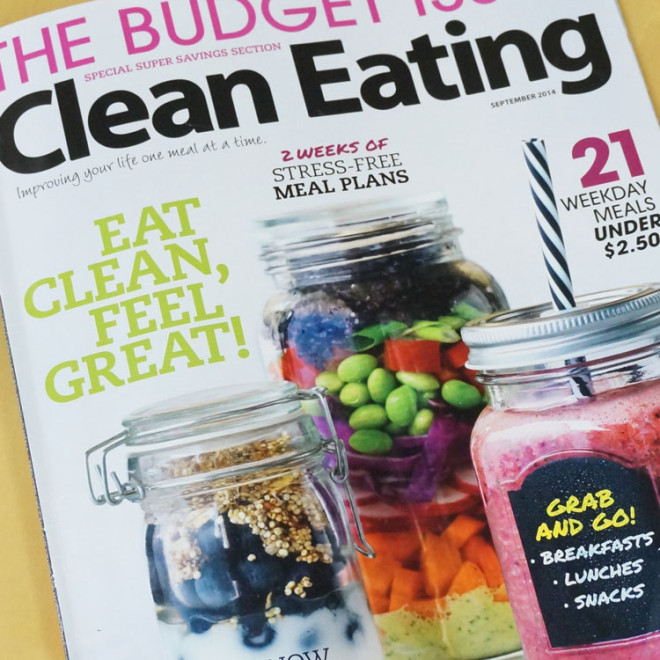 THE BUDGET
SPECIAL SUPER SAVINGS SECTION
Clean Eating
SEPTEMBER 2014
Improving your life one meal at a time.
2 WEEKS OF
STRESS-FREE
MEAL PLANS
21
WEEKDAY
MEALS
UNDER
$2.50
EAT
CLEAN,
FEEL
GREAT!
GRAB
AND GO!
• BREAKFASTS
• LUNCHES
• SNACKS